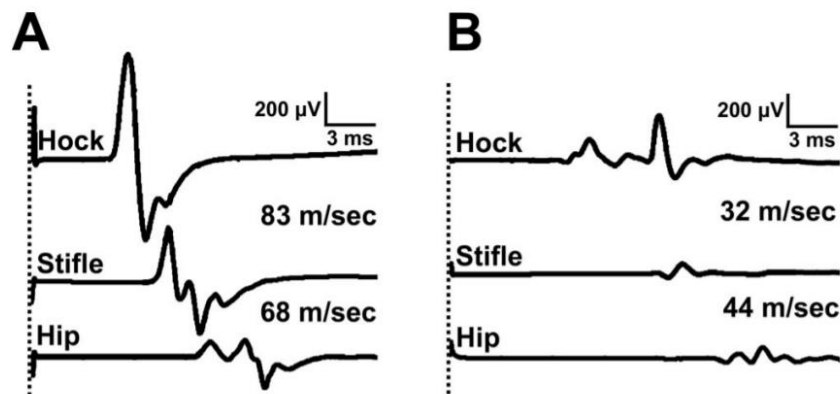 A
200 µV
3 ms
Hock
83 m/sec
Stifle
68 m/sec
Hip
B
200 µV
3 ms
Hock
32 m/sec
Stifle
44 m/sec
Hip